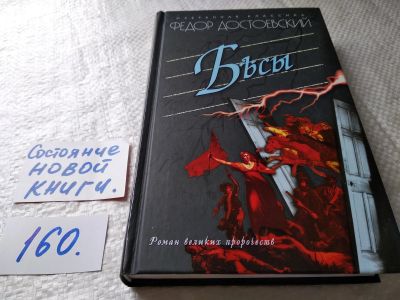 ИЗБРАННАЯ КЛАССИКА
ФЕДОР ДОСТОЕВСКИЙ
Бѣсы
Роман великих пророчеств
Состояние
НОВОЙ
КНИГИ.
160.